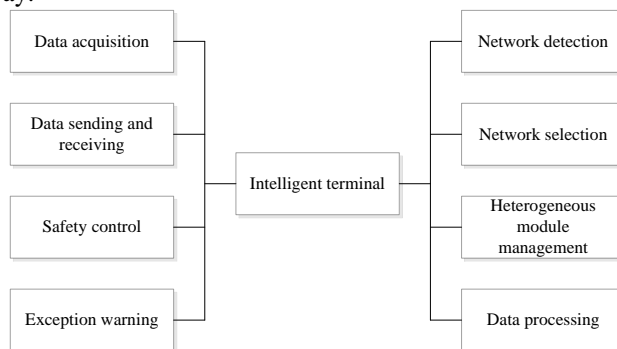 ay.
Data acquisition
Data sending and
receiving
Safety control
Exception warning
Intelligent terminal
Network detection
Network selection
Heterogeneous
module
management
Data processing